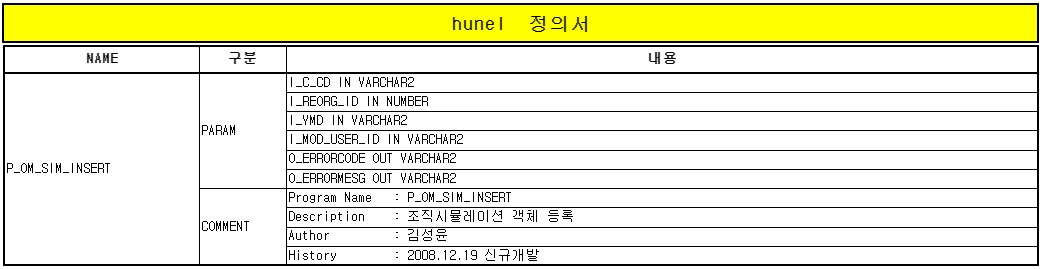 hunel 정의서
NAME 구분 내용
P_OM_SIM_INSERT
PARAM
I_C_CD IN VARCHAR2
I_REORG_ID IN NUMBER
I_YMD IN VARCHAR2
I_MOD_USER_ID IN VARCHAR2
O_ERRORCODE OUT VARCHAR2
O_ERRORMESG OUT VARCHAR2
COMMENT
Program Name : P_OM_SIM_INSERT
Description : 조직시뮬레이션 객체 등록
Author : 김성윤
History : 2008.12.19 신규개발